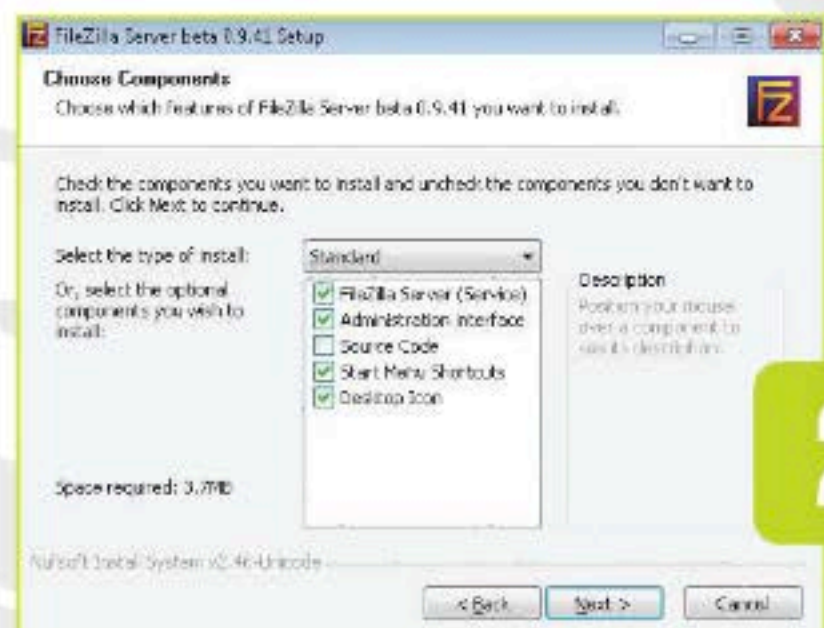 FileZilla Server beta 0.9.41 Setup
Choose Components
Choose which features of FileZilla Server beta 0.9.41 you want to install.
FZ
Check the components you want to install and uncheck the components you don't want to
install. Click Next to continue.
Select the type of install:
Standard
Or, select the optional
components you wish to
install:
FileZilla Server (Service)
Administration interface
Source Code
Start Menu Shortcuts
Desktop Icon
Description
Position your mouse
over a component to
see its description.
Space required: 3.7MB
Nullsoft Install System v2.46-Unicode
< Back
Next >
Cancel